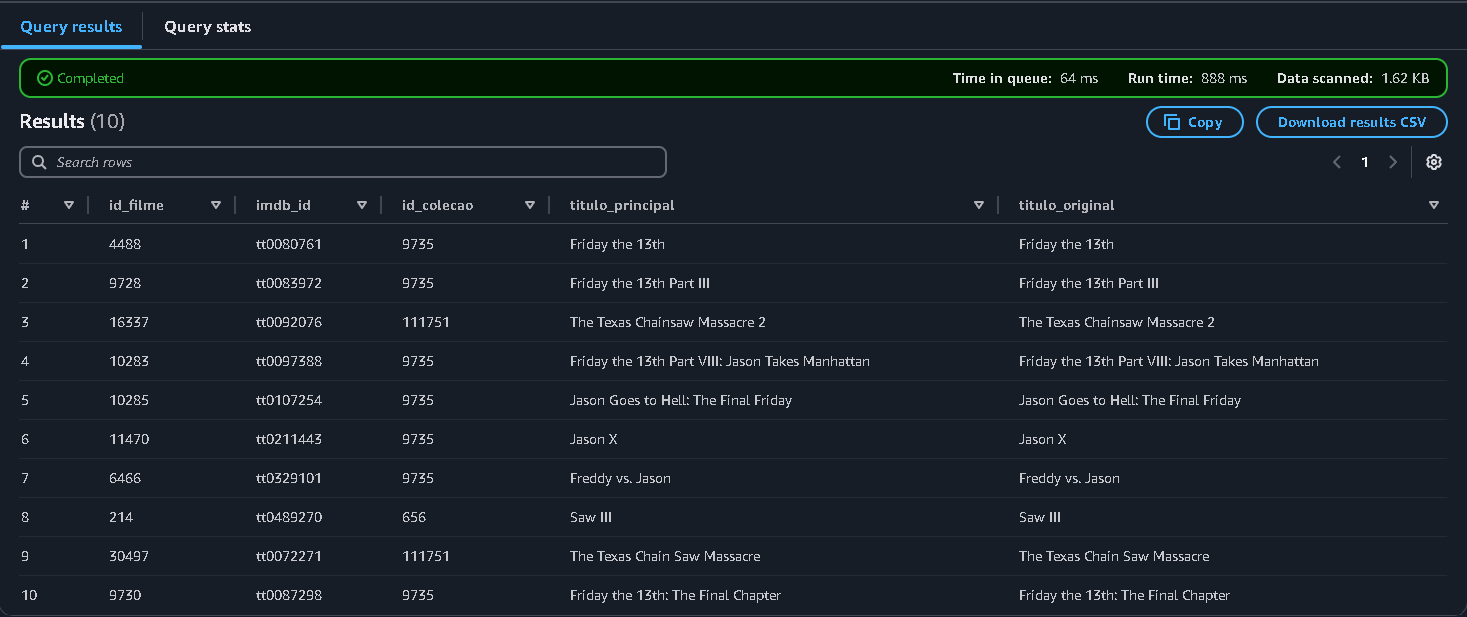 Query results Query stats
Completed Time in queue: 64 ms Run time: 888 ms Data scanned: 1.62 KB
Results (10) Copy Download results CSV
Search rows 1
# id_filme imdb_id id_colecao titulo_principal titulo_original
1 4488 tt0080761 9735 Friday the 13th Friday the 13th
2 9728 tt0083972 9735 Friday the 13th Part III Friday the 13th Part III
3 16337 tt0092076 111751 The Texas Chainsaw Massacre 2 The Texas Chainsaw Massacre 2
4 10283 tt0097388 9735 Friday the 13th Part VIII: Jason Takes Manhattan Friday the 13th Part VIII: Jason Takes Manhattan
5 10285 tt0107254 9735 Jason Goes to Hell: The Final Friday Jason Goes to Hell: The Final Friday
6 11470 tt0211443 9735 Jason X Jason X
7 6466 tt0329101 9735 Freddy vs. Jason Freddy vs. Jason
8 214 tt0489270 656 Saw III Saw III
9 30497 tt0072271 111751 The Texas Chain Saw Massacre The Texas Chain Saw Massacre
10 9730 tt0087298 9735 Friday the 13th: The Final Chapter Friday the 13th: The Final Chapter